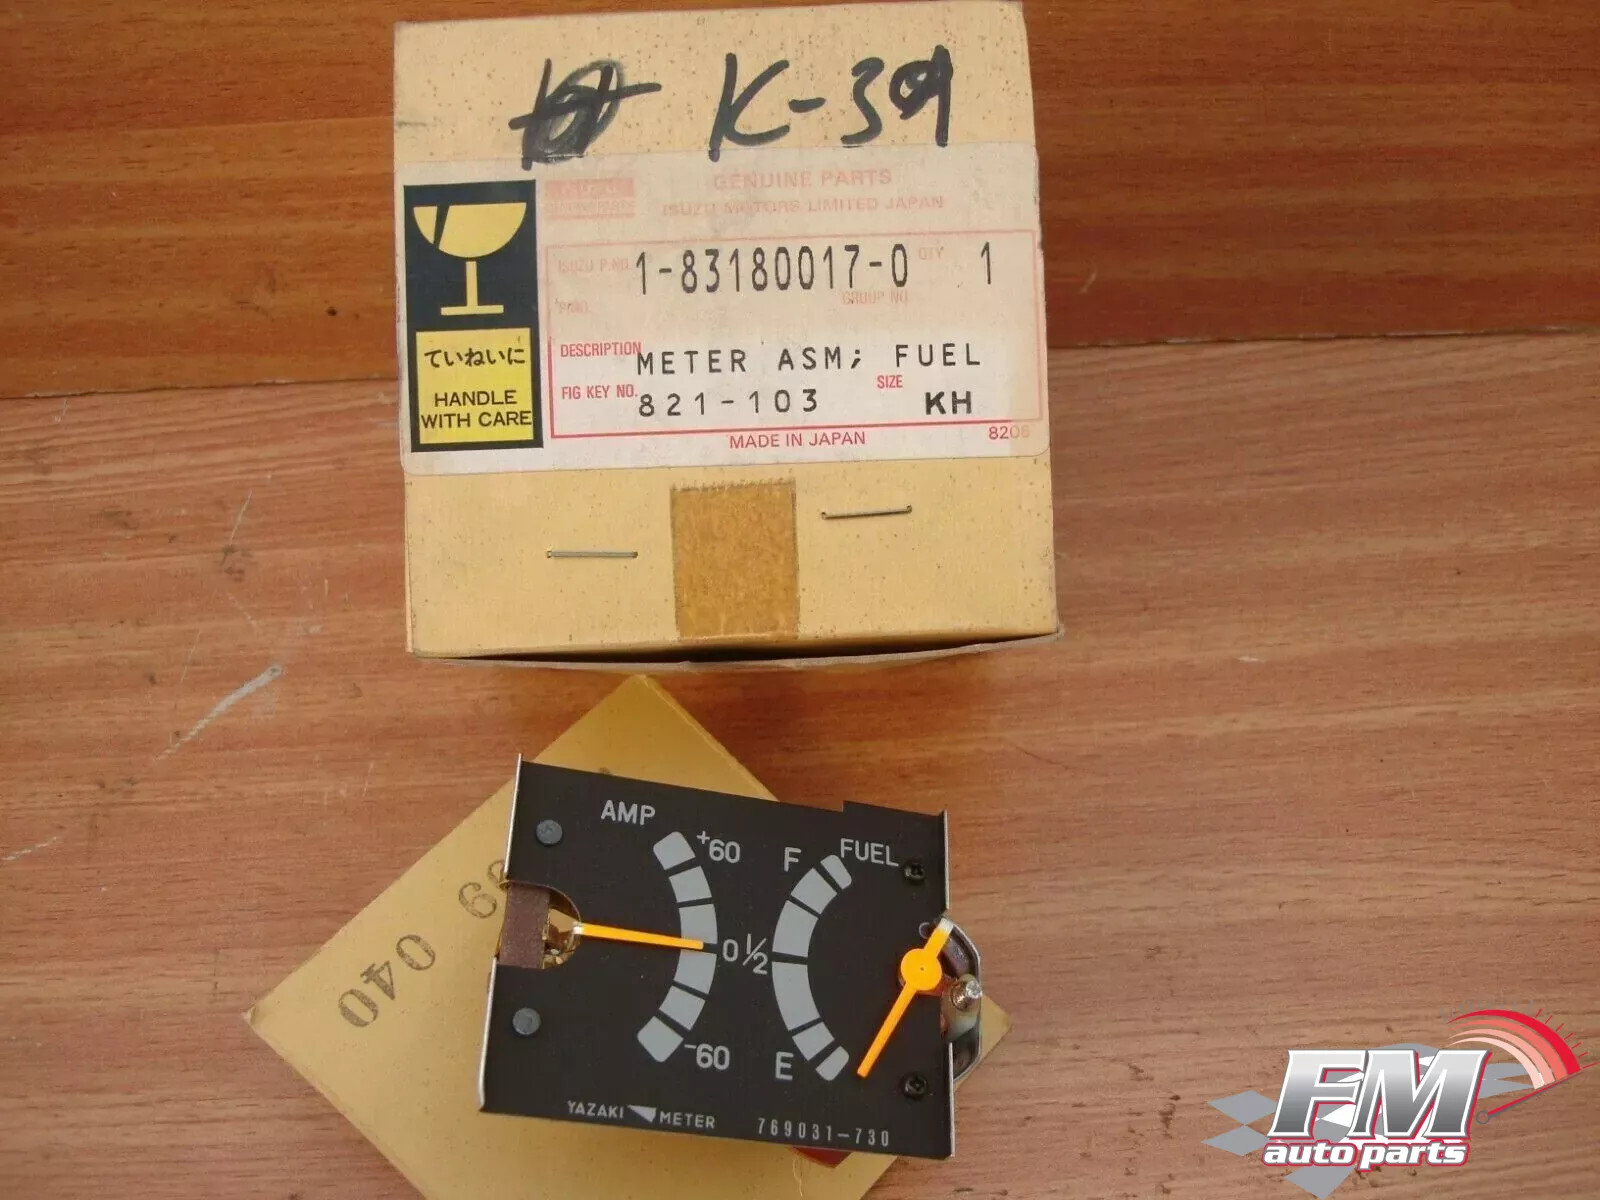 K-39
GENUINE PARTS
ISUZU MOTORS LIMITED JAPAN
ISUZU P.NO. 1-83180017-0 QTY 1
GROUP NO.
DESCRIPTION METER ASM; FUEL
FIG KEY NO. 821-103 SIZE KH
MADE IN JAPAN 8206
ていねいに
HANDLE
WITH CARE
040
AMP
+60
0
-60
FUEL
F
1/2
E
YAZAKI METER 769031-730
FM
auto parts